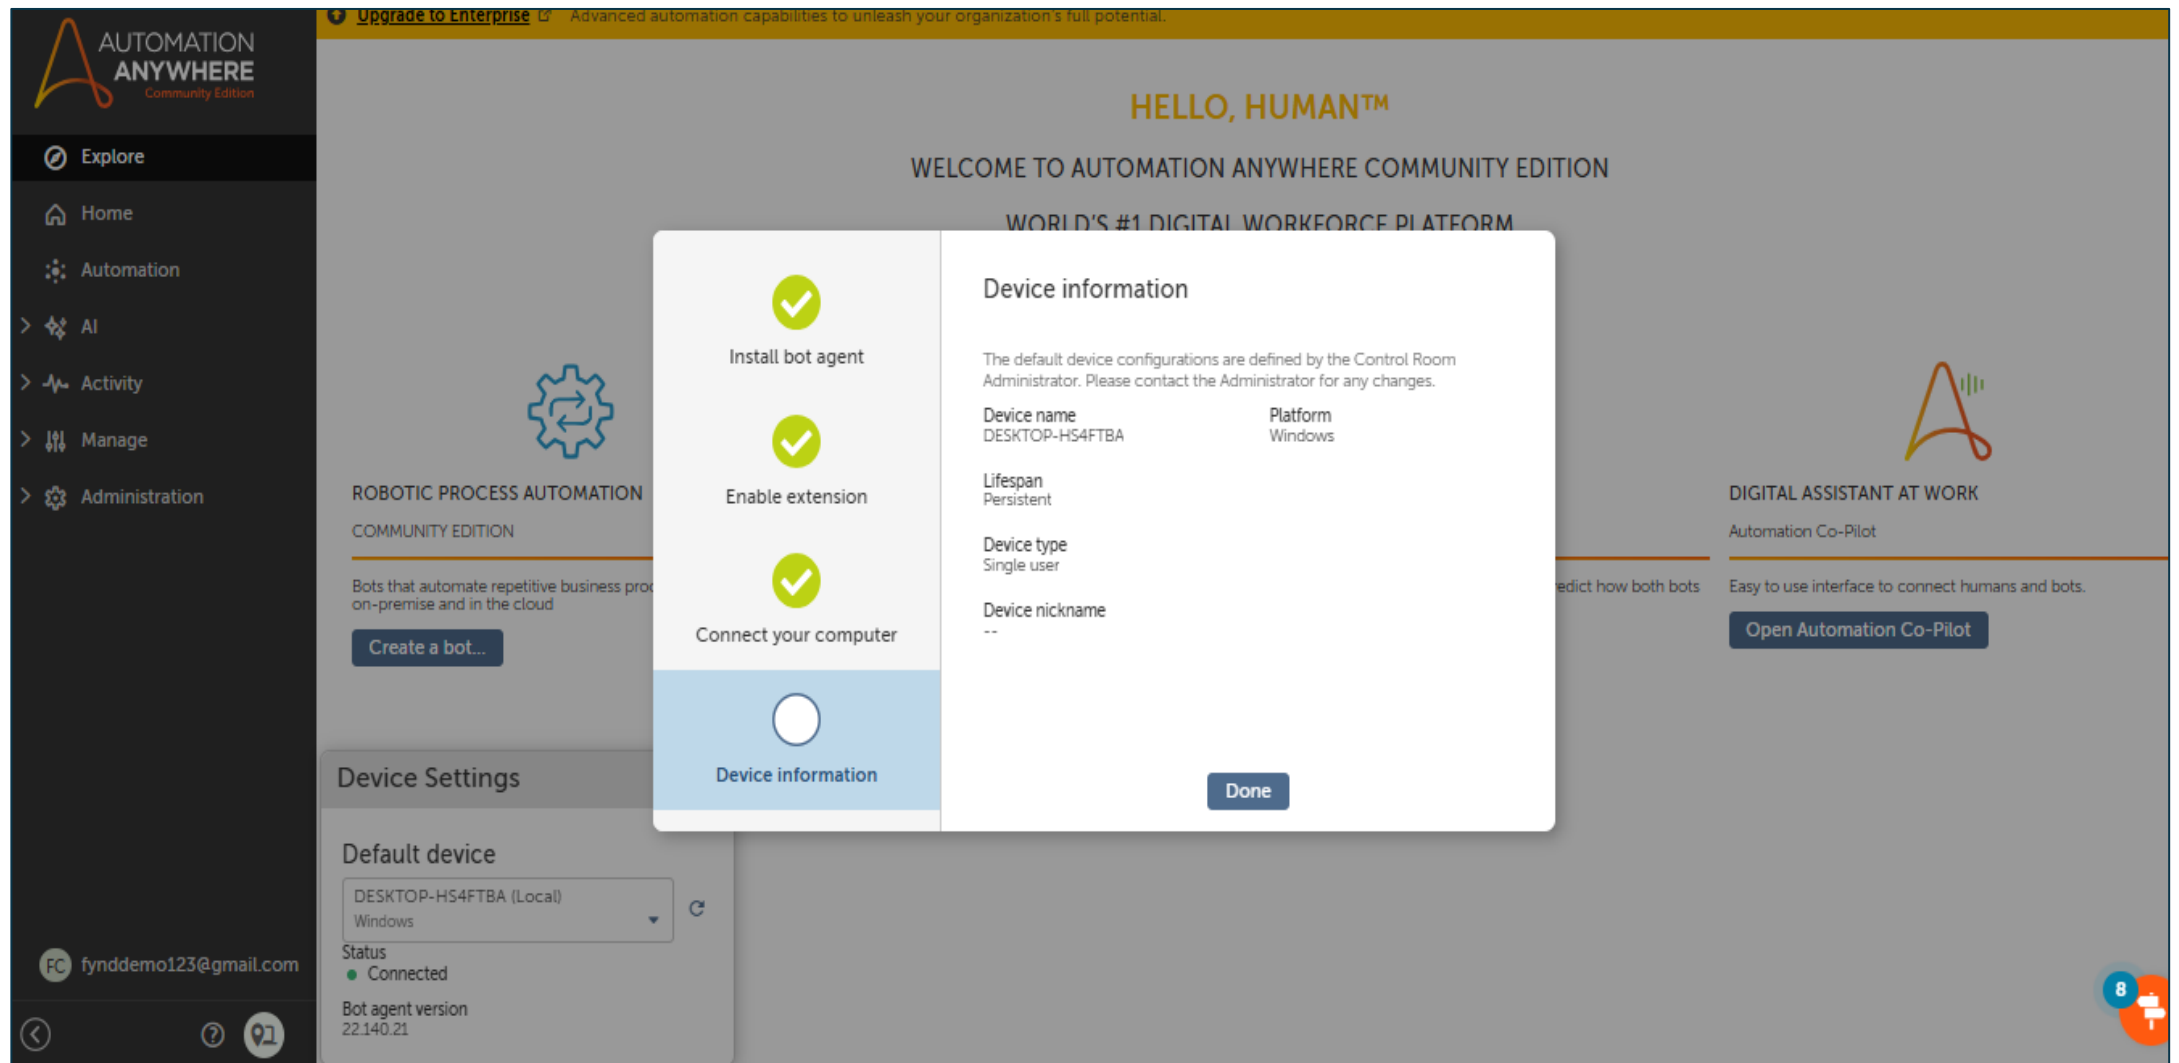 AUTOMATION
ANYWHERE
Community Edition
Explore
Home
Automation
AI
Activity
Manage
Administration
fynddemo123@gmail.com
FC
Upgrade to Enterprise Advanced automation capabilities to unleash your organization's full potential.
HELLO, HUMAN™
WELCOME TO AUTOMATION ANYWHERE COMMUNITY EDITION
WORLD'S #1 DIGITAL WORKFORCE PLATFORM
ROBOTIC PROCESS AUTOMATION
COMMUNITY EDITION
Bots that automate repetitive business proc
on-premise and in the cloud
Create a bot...
Install bot agent
Enable extension
Connect your computer
Device information
Device information
The default device configurations are defined by the Control Room
Administrator. Please contact the Administrator for any changes.
Device name
DESKTOP-HS4FTBA
Platform
Windows
Lifespan
Persistent
Device type
Single user
Device nickname
--
Done
edict how both bots
DIGITAL ASSISTANT AT WORK
Automation Co-Pilot
Easy to use interface to connect humans and bots.
Open Automation Co-Pilot
Device Settings
Default device
DESKTOP-HS4FTBA (Local)
Windows
Status
Connected
Bot agent version
22.140.21
8